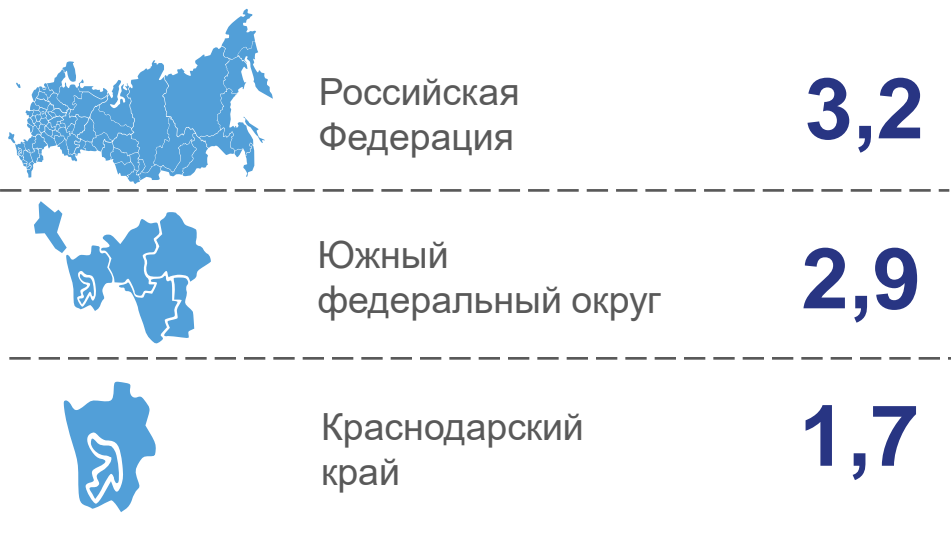 Российская
Федерация
3,2
Южный
федеральный округ
2,9
Краснодарский
край
1,7